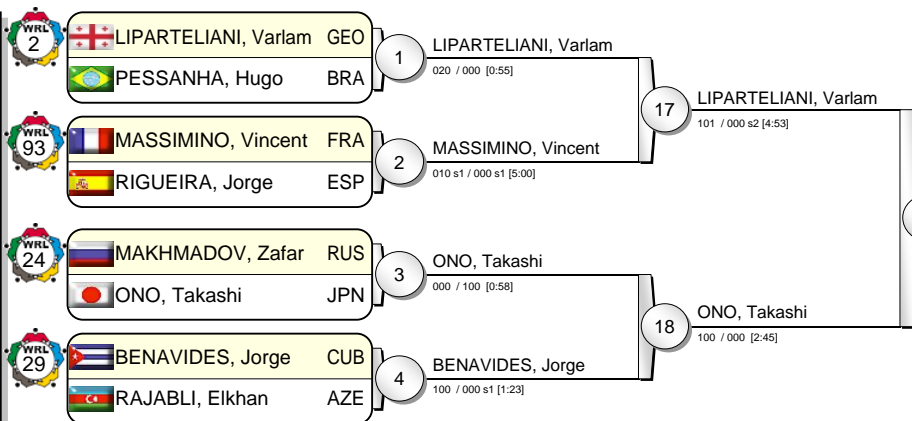 WRL
2
LIPARTELIANI, Varlam GEO
PESSANHA, Hugo BRA
1
LIPARTELIANI, Varlam
020 / 000 [0:55]
WRL
93
MASSIMINO, Vincent FRA
RIGUEIRA, Jorge ESP
2
MASSIMINO, Vincent
010 s1 / 000 s1 [5:00]
17
LIPARTELIANI, Varlam
101 / 000 s2 [4:53]
WRL
24
MAKHMADOV, Zafar RUS
ONO, Takashi JPN
3
ONO, Takashi
000 / 100 [0:58]
WRL
29
BENAVIDES, Jorge CUB
RAJABLI, Elkhan AZE
4
BENAVIDES, Jorge
100 / 000 s1 [1:23]
18
ONO, Takashi
100 / 000 [2:45]